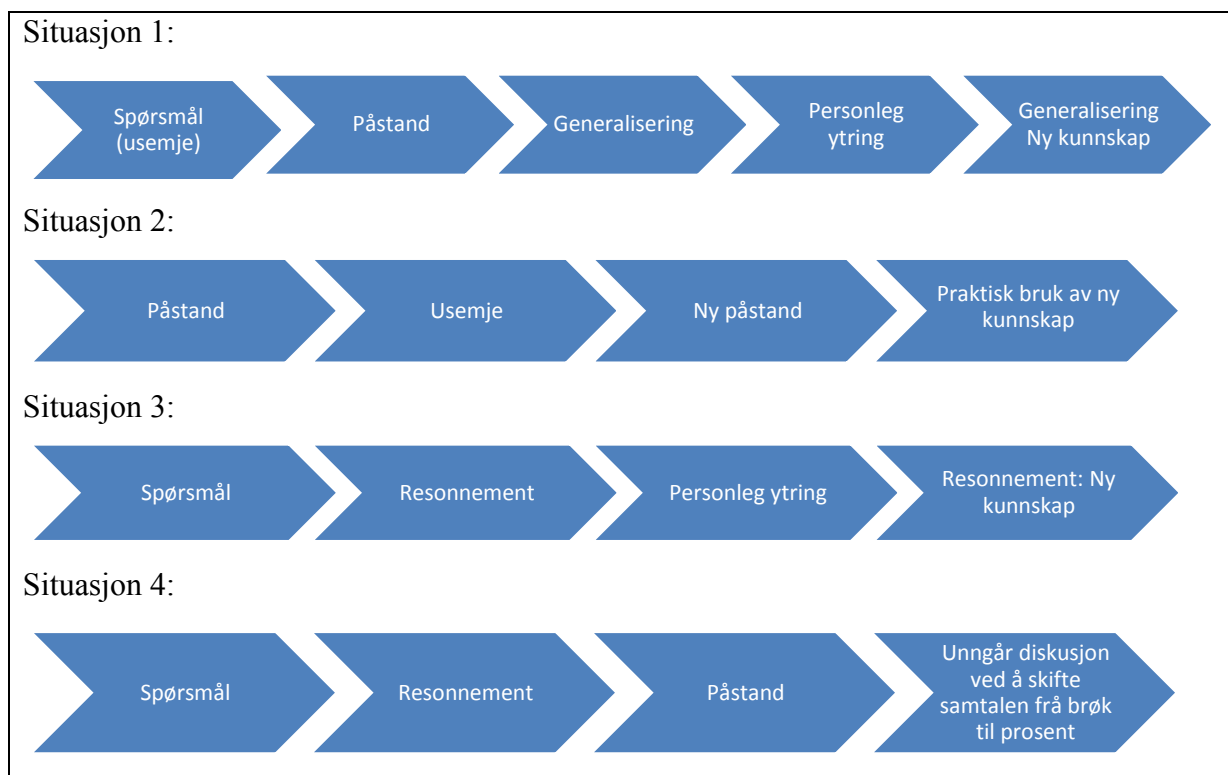 Situasjon 1:
Spørsmål
(usemje)
Påstand
Generalisering
Personleg
ytring
Generalisering
Ny kunnskap
Situasjon 2:
Påstand
Usemje
Ny påstand
Praktisk bruk av ny
kunnskap
Situasjon 3:
Spørsmål
Resonnement
Personleg ytring
Resonnement: Ny
kunnskap
Situasjon 4:
Spørsmål
Resonnement
Påstand
Unngår diskusjon
ved å skifte
samtalen frå brøk
til prosent